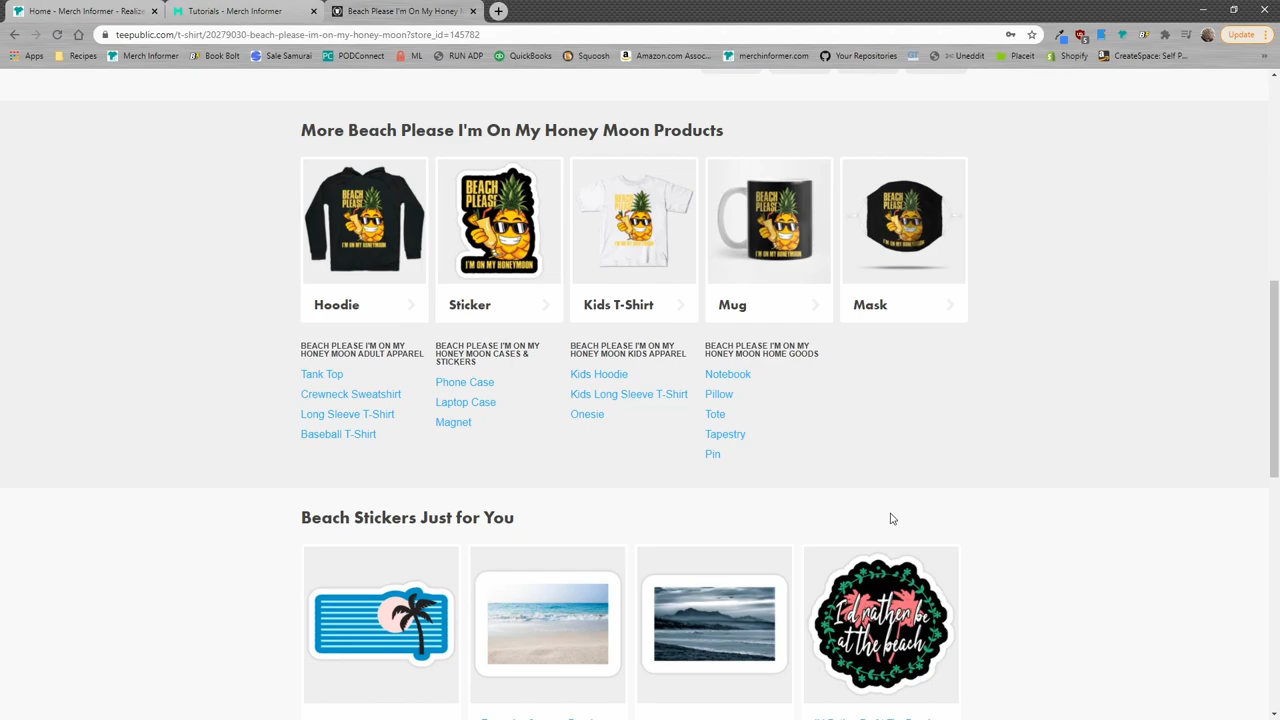 Home - Merch Informer - Realiz
Tutorials - Merch Informer
Beach Please I'm On My Honey M
teepublic.com/t-shirt/20279030-beach-please-im-on-my-honey-moon?store_id=145782
Update
Apps
Recipes
Merch Informer
Book Bolt
Sale Samurai
PODConnect
ML
RUN ADP
QuickBooks
Squoosh
Amazon.com Assoc...
merchinformer.com
Your Repositories
Uneddit
Placeit
Shopify
CreateSpace: Self P...
More Beach Please I'm On My Honey Moon Products
BEACH PLEASE
I'M ON MY HONEYMOON
BEACH PLEASE
I'M ON MY HONEYMOON
BEACH PLEASE
I'M ON MY HONEYMOON
BEACH PLEASE
I'M ON MY HONEYMOON
BEACH PLEASE
I'M ON MY HONEYMOON
Hoodie
Sticker
Kids T-Shirt
Mug
Mask
BEACH PLEASE I'M ON MY
HONEY MOON ADULT APPAREL
Tank Top
Crewneck Sweatshirt
Long Sleeve T-Shirt
Baseball T-Shirt
BEACH PLEASE I'M ON MY
HONEY MOON CASES &
STICKERS
Phone Case
Laptop Case
Magnet
BEACH PLEASE I'M ON MY
HONEY MOON KIDS APPAREL
Kids Hoodie
Kids Long Sleeve T-Shirt
Onesie
BEACH PLEASE I'M ON MY
HONEY MOON HOME GOODS
Notebook
Pillow
Tote
Tapestry
Pin
Beach Stickers Just for You
I'd rather be
at the beach